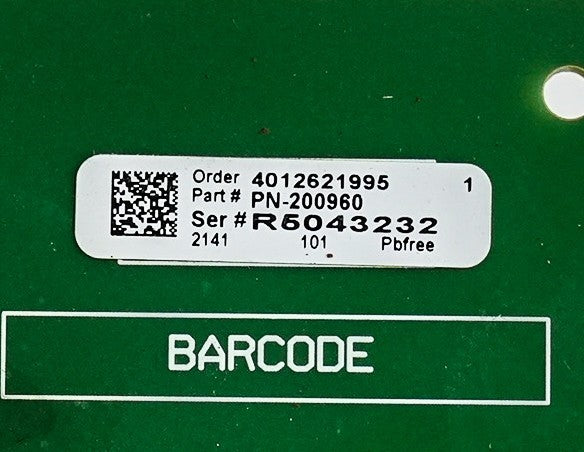 Order 4012621995 1
Part # PN-200960
Ser # R5043232
2141 101 Pbfree
BARCODE